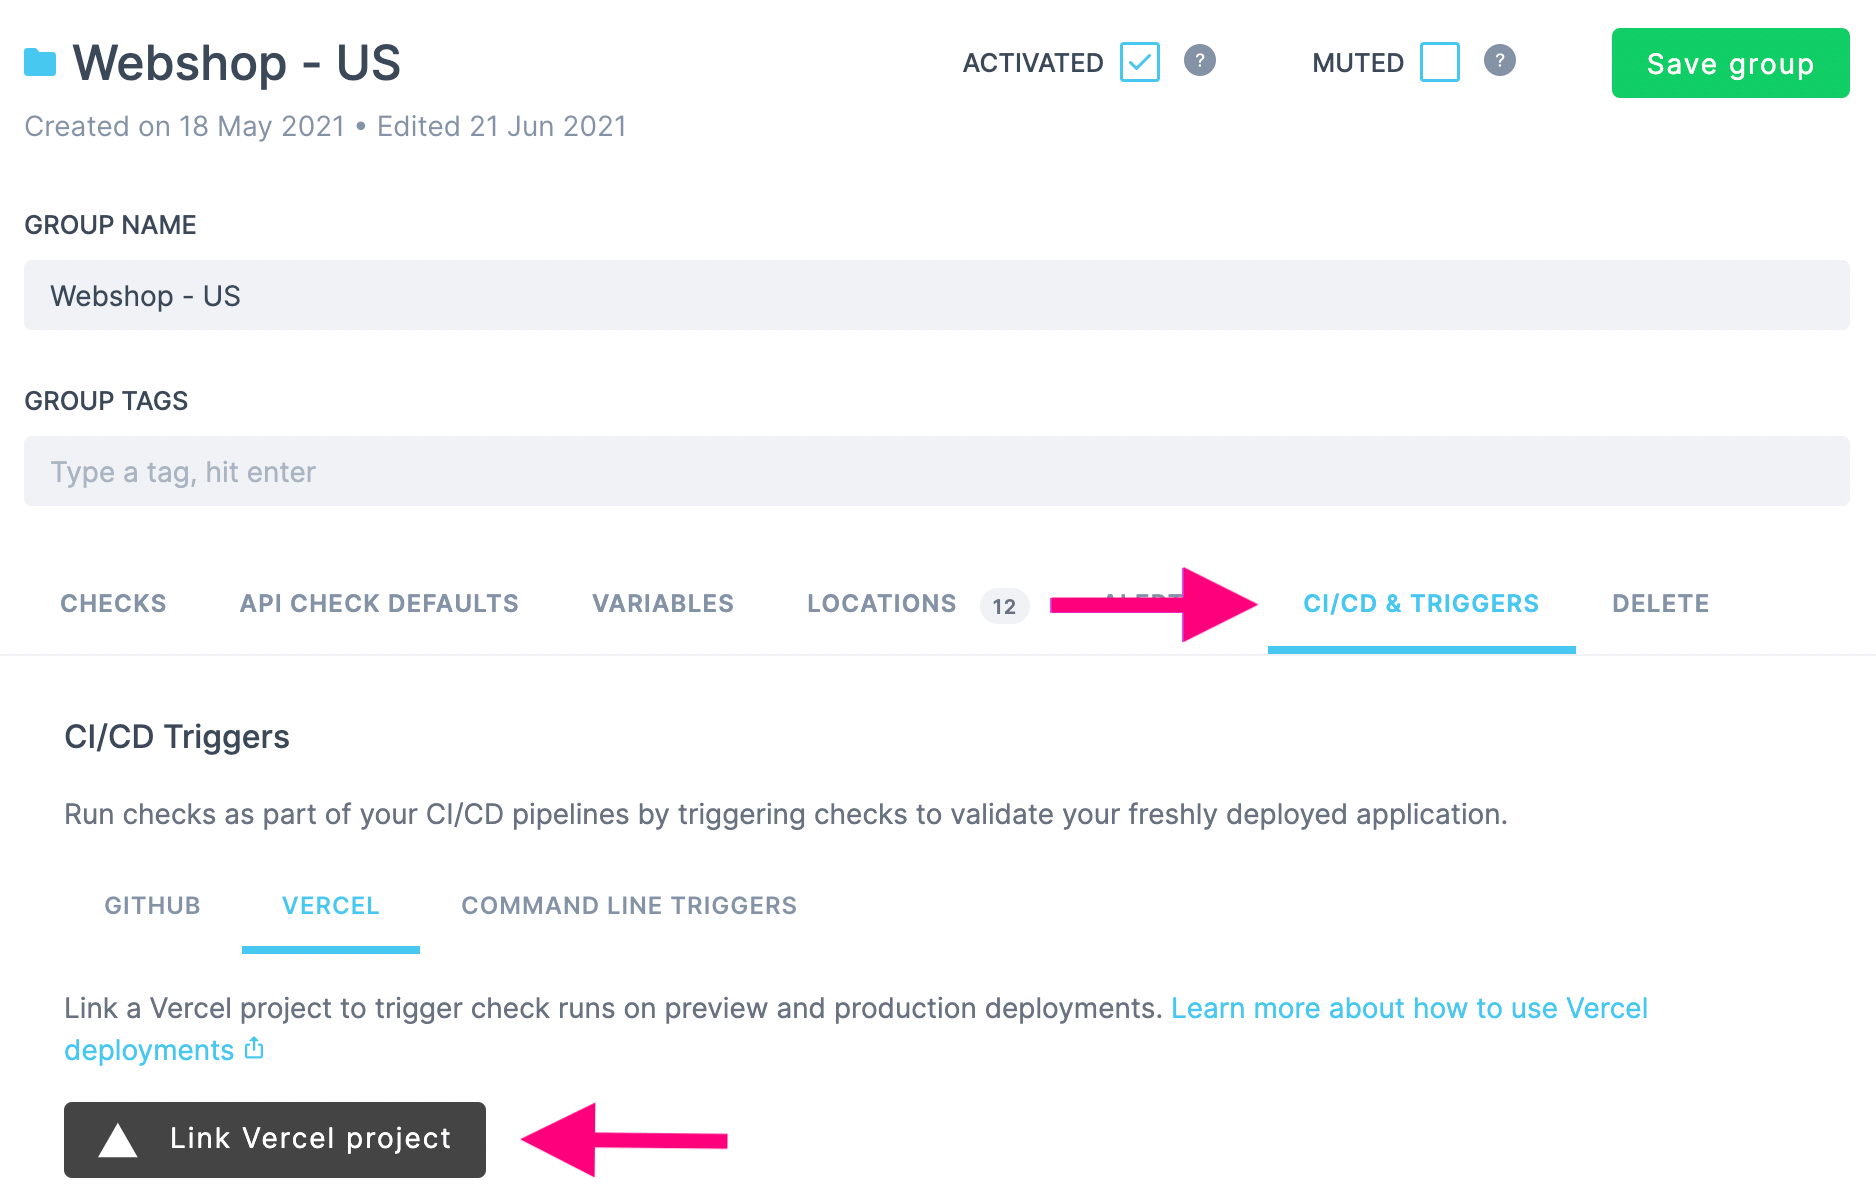 Webshop - US
ACTIVATED ? MUTED ? Save group
Created on 18 May 2021 • Edited 21 Jun 2021
GROUP NAME
Webshop - US
GROUP TAGS
Type a tag, hit enter
CHECKS API CHECK DEFAULTS VARIABLES LOCATIONS 12 CI/CD & TRIGGERS DELETE
CI/CD Triggers
Run checks as part of your CI/CD pipelines by triggering checks to validate your freshly deployed application.
GITHUB VERCEL COMMAND LINE TRIGGERS
Link a Vercel project to trigger check runs on preview and production deployments. Learn more about how to use Vercel
deployments
Link Vercel project